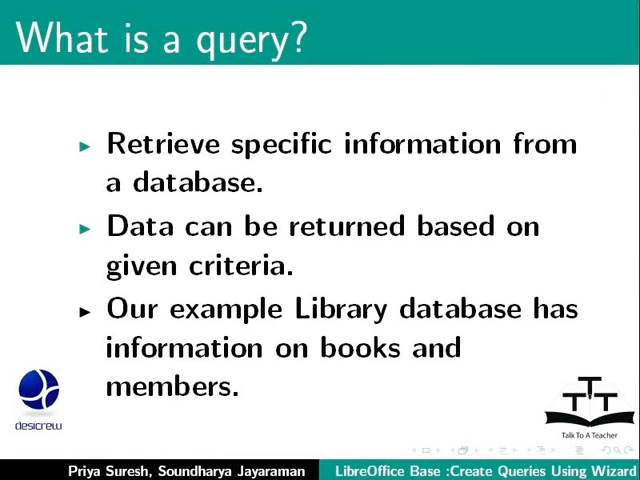 What is a query?
Retrieve specific information from
a database.
Data can be returned based on
given criteria.
Our example Library database has
information on books and
members.
desicrew
TTT
Talk To A Teacher
Priya Suresh, Soundharya Jayaraman
LibreOffice Base :Create Queries Using Wizard